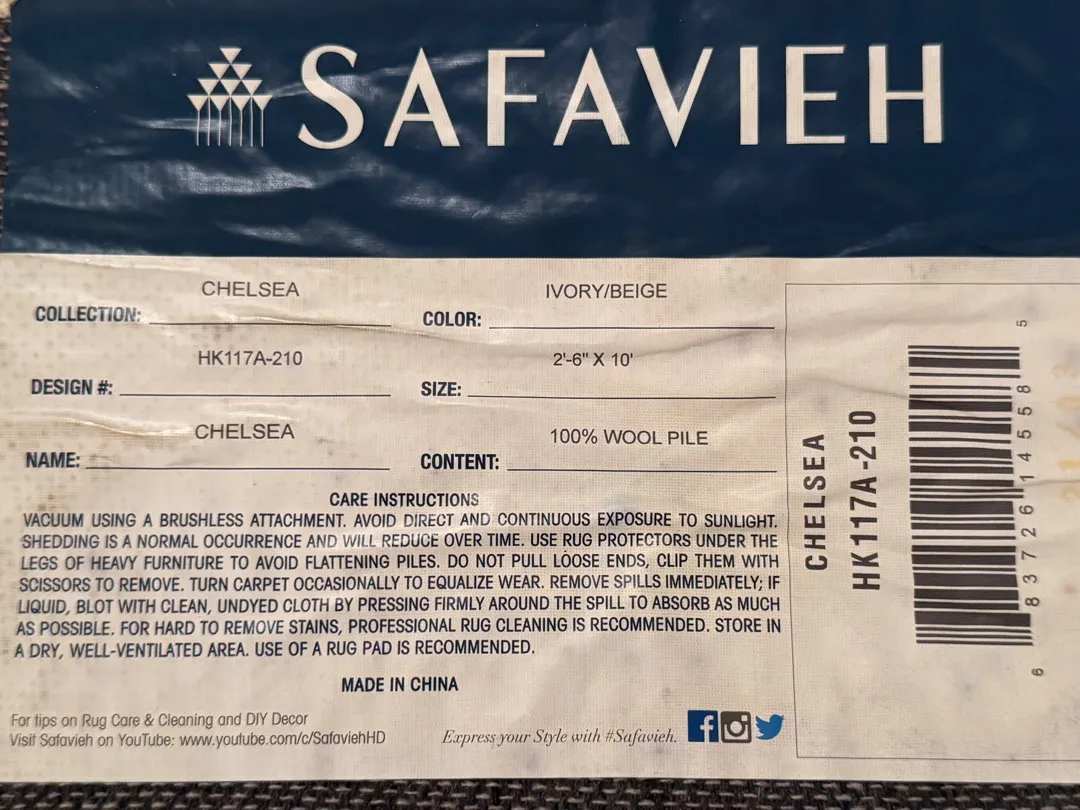 SAFAVIEH
CHELSEA
COLLECTION:
IVORY/BEIGE
COLOR:
HK117A-210
DESIGN #:
2'-6" X 10'
SIZE:
CHELSEA
NAME:
100% WOOL PILE
CONTENT:
CARE INSTRUCTIONS
VACUUM USING A BRUSHLESS ATTACHMENT. AVOID DIRECT AND CONTINUOUS EXPOSURE TO SUNLIGHT.
SHEDDING IS A NORMAL OCCURRENCE AND WILL REDUCE OVER TIME. USE RUG PROTECTORS UNDER THE
LEGS OF HEAVY FURNITURE TO AVOID FLATTENING PILES. DO NOT PULL LOOSE ENDS, CLIP THEM WITH
SCISSORS TO REMOVE. TURN CARPET OCCASIONALLY TO EQUALIZE WEAR. REMOVE SPILLS IMMEDIATELY; IF
LIQUID, BLOT WITH CLEAN, UNDYED CLOTH BY PRESSING FIRMLY AROUND THE SPILL TO ABSORB AS MUCH
AS POSSIBLE. FOR HARD TO REMOVE STAINS, PROFESSIONAL RUG CLEANING IS RECOMMENDED. STORE IN
A DRY, WELL-VENTILATED AREA. USE OF A RUG PAD IS RECOMMENDED.
MADE IN CHINA
For tips on Rug Care & Cleaning and DIY Decor
Visit Safavieh on YouTube: www.youtube.com/c/SafaviehHD
Express your Style with #Safavieh.
CHELSEA
HK117A-210
6 83726 14558 5